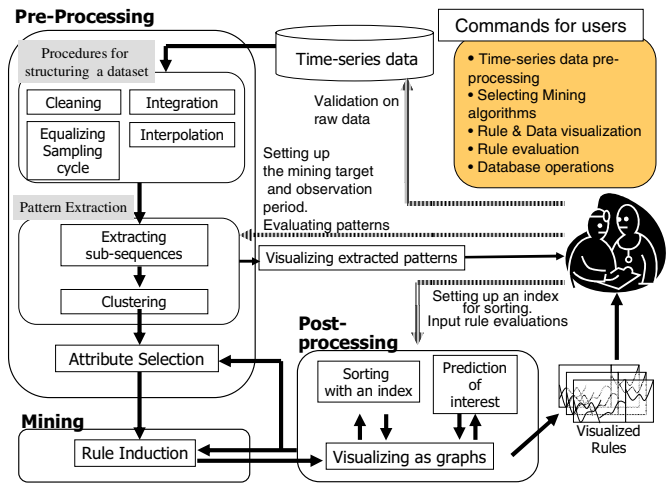 Pre-Processing
Procedures for
structuring a dataset
Cleaning
Integration
Equalizing
Sampling
cycle
Interpolation
Time-series data
Commands for users
• Time-series data pre-
processing
• Selecting Mining
algorithms
• Rule & Data visualization
• Rule evaluation
• Database operations
Validation on
raw data
Setting up
the mining target
and observation
period.
Evaluating patterns
Pattern Extraction
Extracting
sub-sequences
Visualizing extracted patterns
Clustering
Setting up an index
for sorting.
Input rule evaluations
Attribute Selection
Post-
processing
Sorting
with an index
Prediction
of
interest
Visualizing as graphs
Mining
Rule Induction
Visualized
Rules